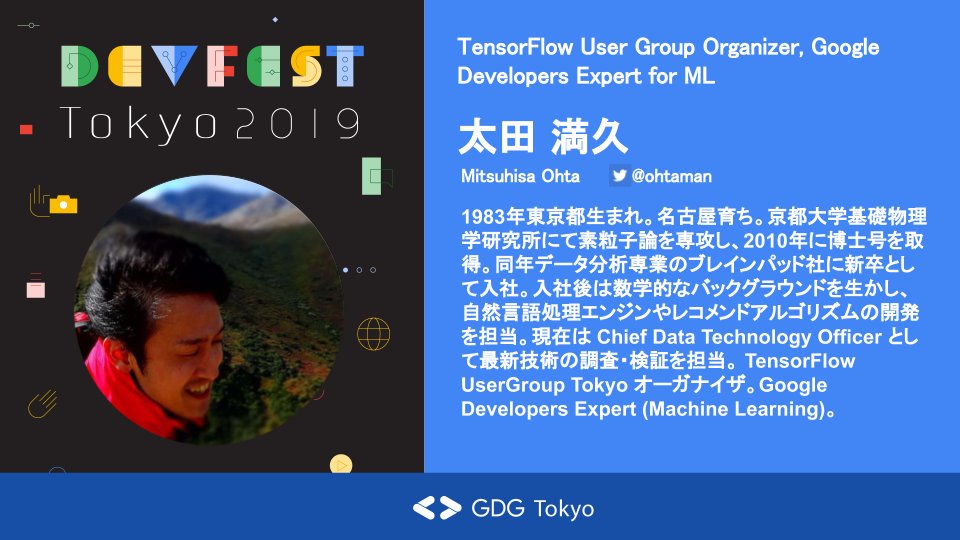 DEVFEST
Tokyo 2019
TensorFlow User Group Organizer, Google
Developers Expert for ML
太田 満久
Mitsuhisa Ohta @ohtaman
1983年東京都生まれ。名古屋育ち。京都大学基礎物理
学研究所にて素粒子論を専攻し、2010年に博士号を取
得。同年データ分析専業のブレインパッド社に新卒とし
て入社。入社後は数学的なバックグラウンドを生かし、
自然言語処理エンジンやレコメンドアルゴリズムの開発
を担当。現在は Chief Data Technology Officer とし
て最新技術の調査・検証を担当。 TensorFlow
UserGroup Tokyo オーガナイザ。Google
Developers Expert (Machine Learning)。
GDG Tokyo